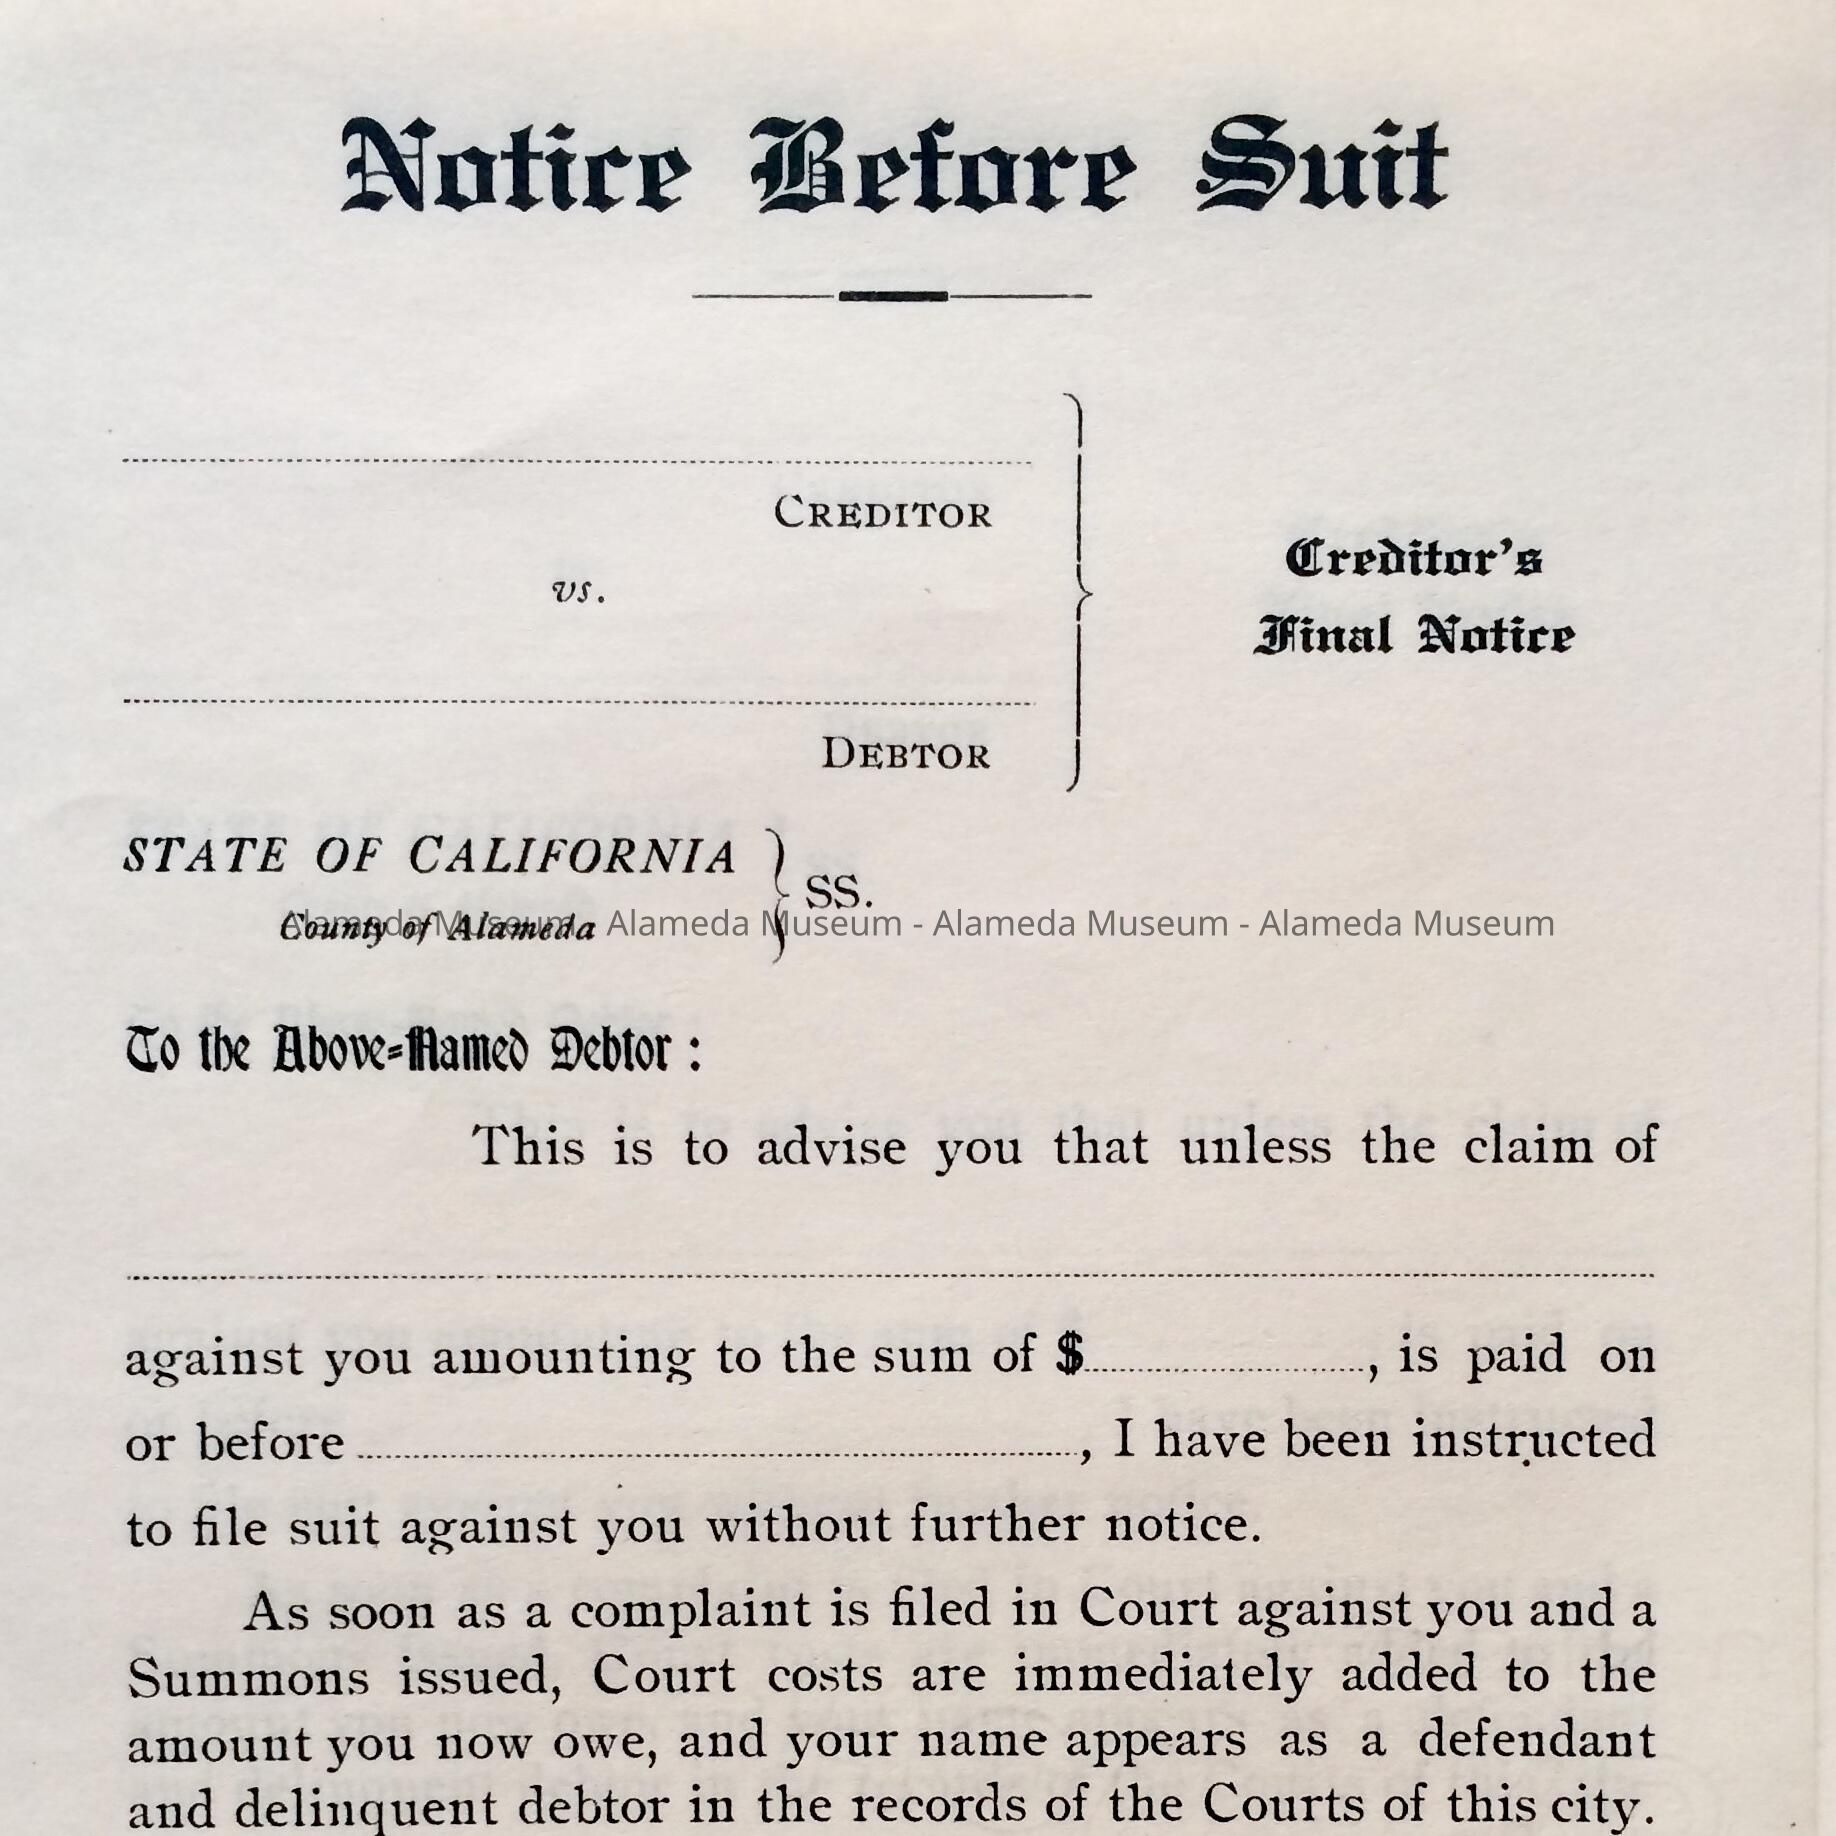 Notice Before Suit
CREDITOR
vs.
Creditor's
Final Notice
DEBTOR
STATE OF CALIFORNIA
SS.
County of Alameda
Alameda Museum - Alameda Museum - Alameda Museum - Alameda Museum
To the Above-Named Debtor :
This is to advise you that unless the claim of
against you amounting to the sum of $ , is paid on
or before , I have been instructed
to file suit against you without further notice.
As soon as a complaint is filed in Court against you and a
Summons issued, Court costs are immediately added to the
amount you now owe, and your name appears as a defendant
and delinquent debtor in the records of the Courts of this city.